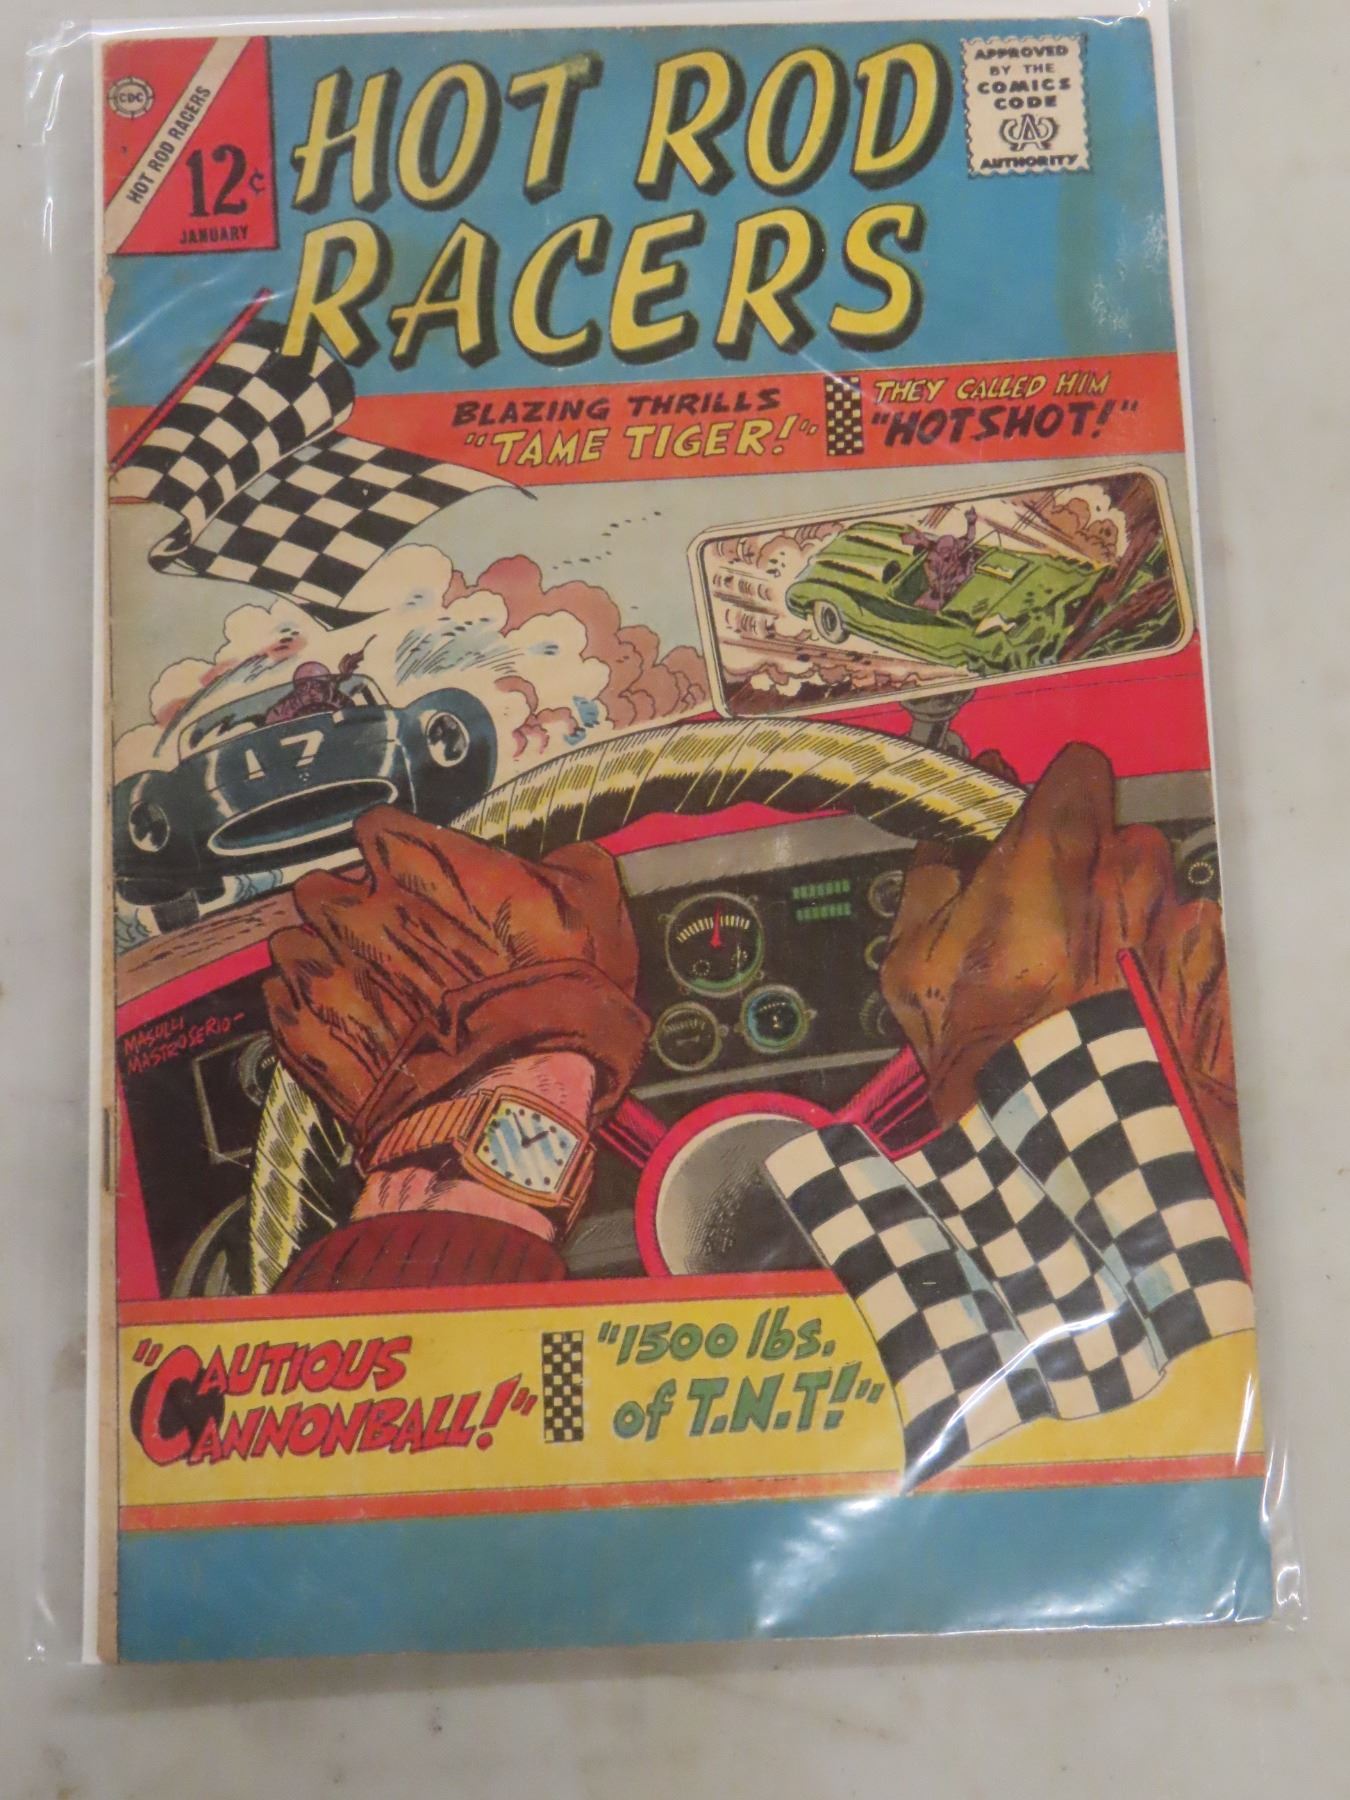 CDC
HOT ROD RACERS
12¢
JANUARY
HOT ROD
RACERS
APPROVED
BY THE
COMICS
CODE
AUTHORITY
BLAZING THRILLS
"TAME TIGER!"
THEY CALLED HIM
"HOTSHOT!"
17
MASULLI
MASTROSERIO-
"CAUTIOUS
CANNONBALL!"
"1500 lbs.
of T.N.T!"